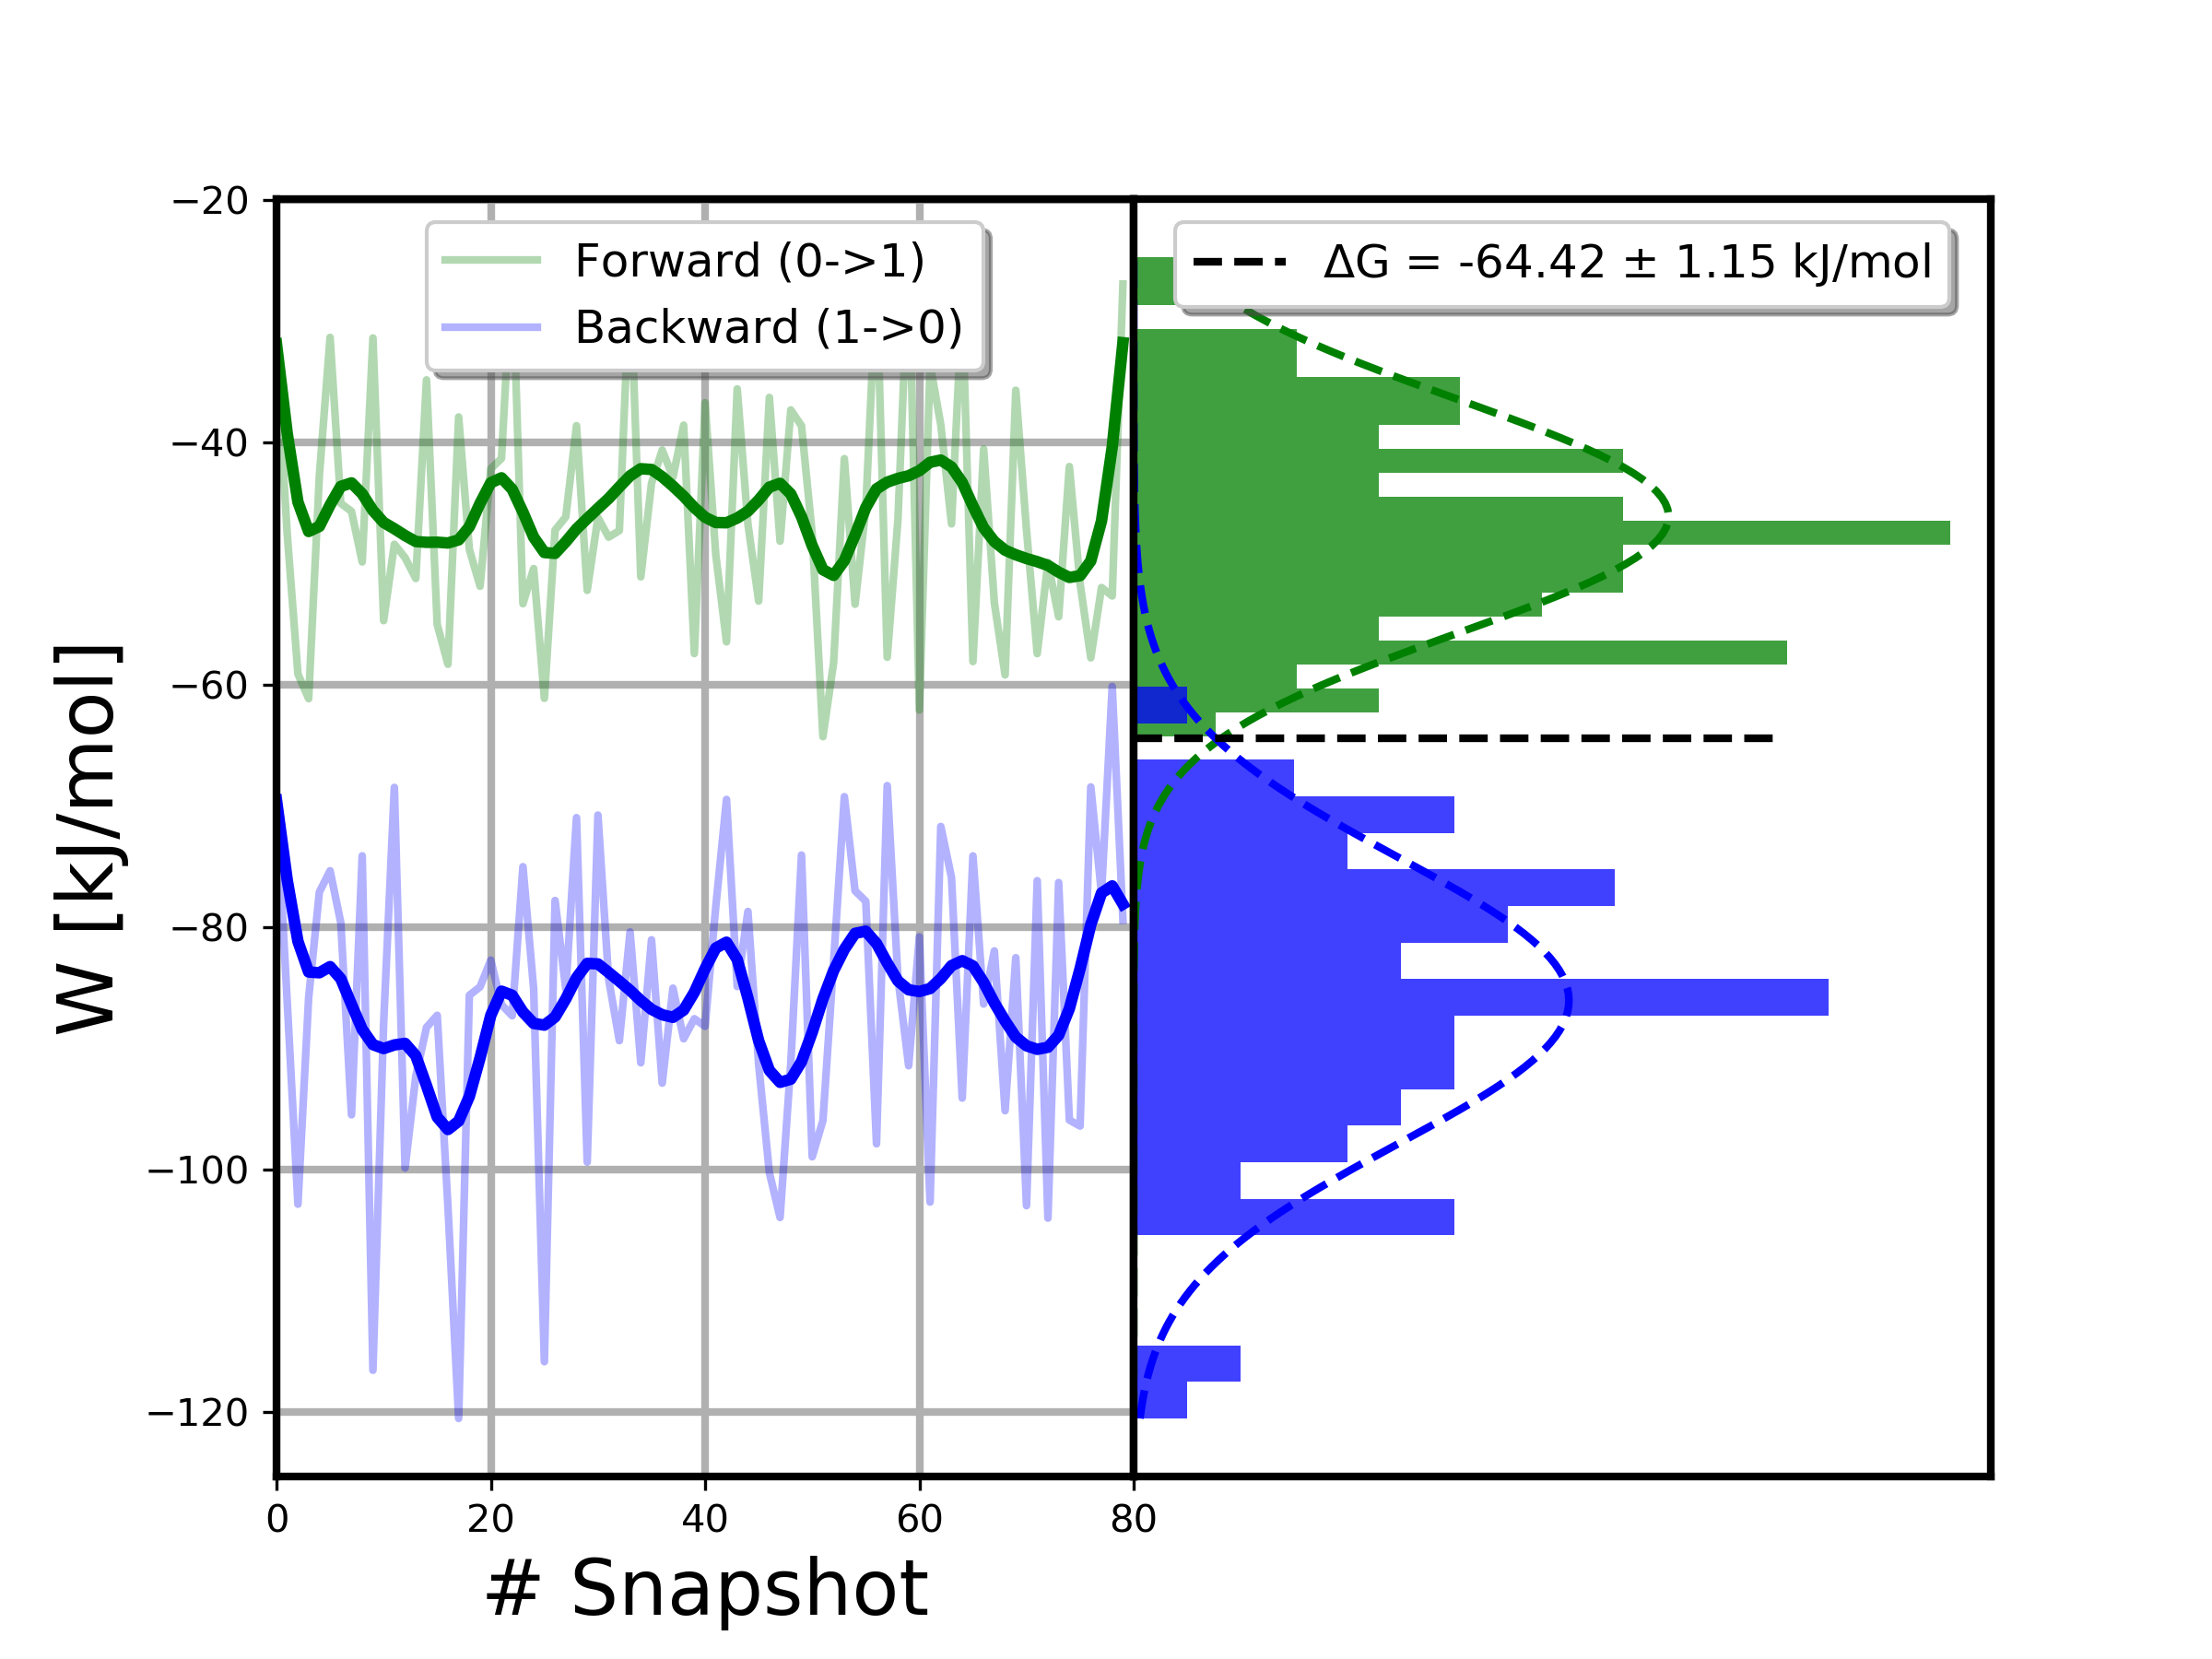 Forward (0->1)
Backward (1->0)
ΔG = -64.42 ± 1.15 kJ/mol
W [kJ/mol]
−20
−40
−60
−80
−100
−120
0 20 40 60 80
# Snapshot